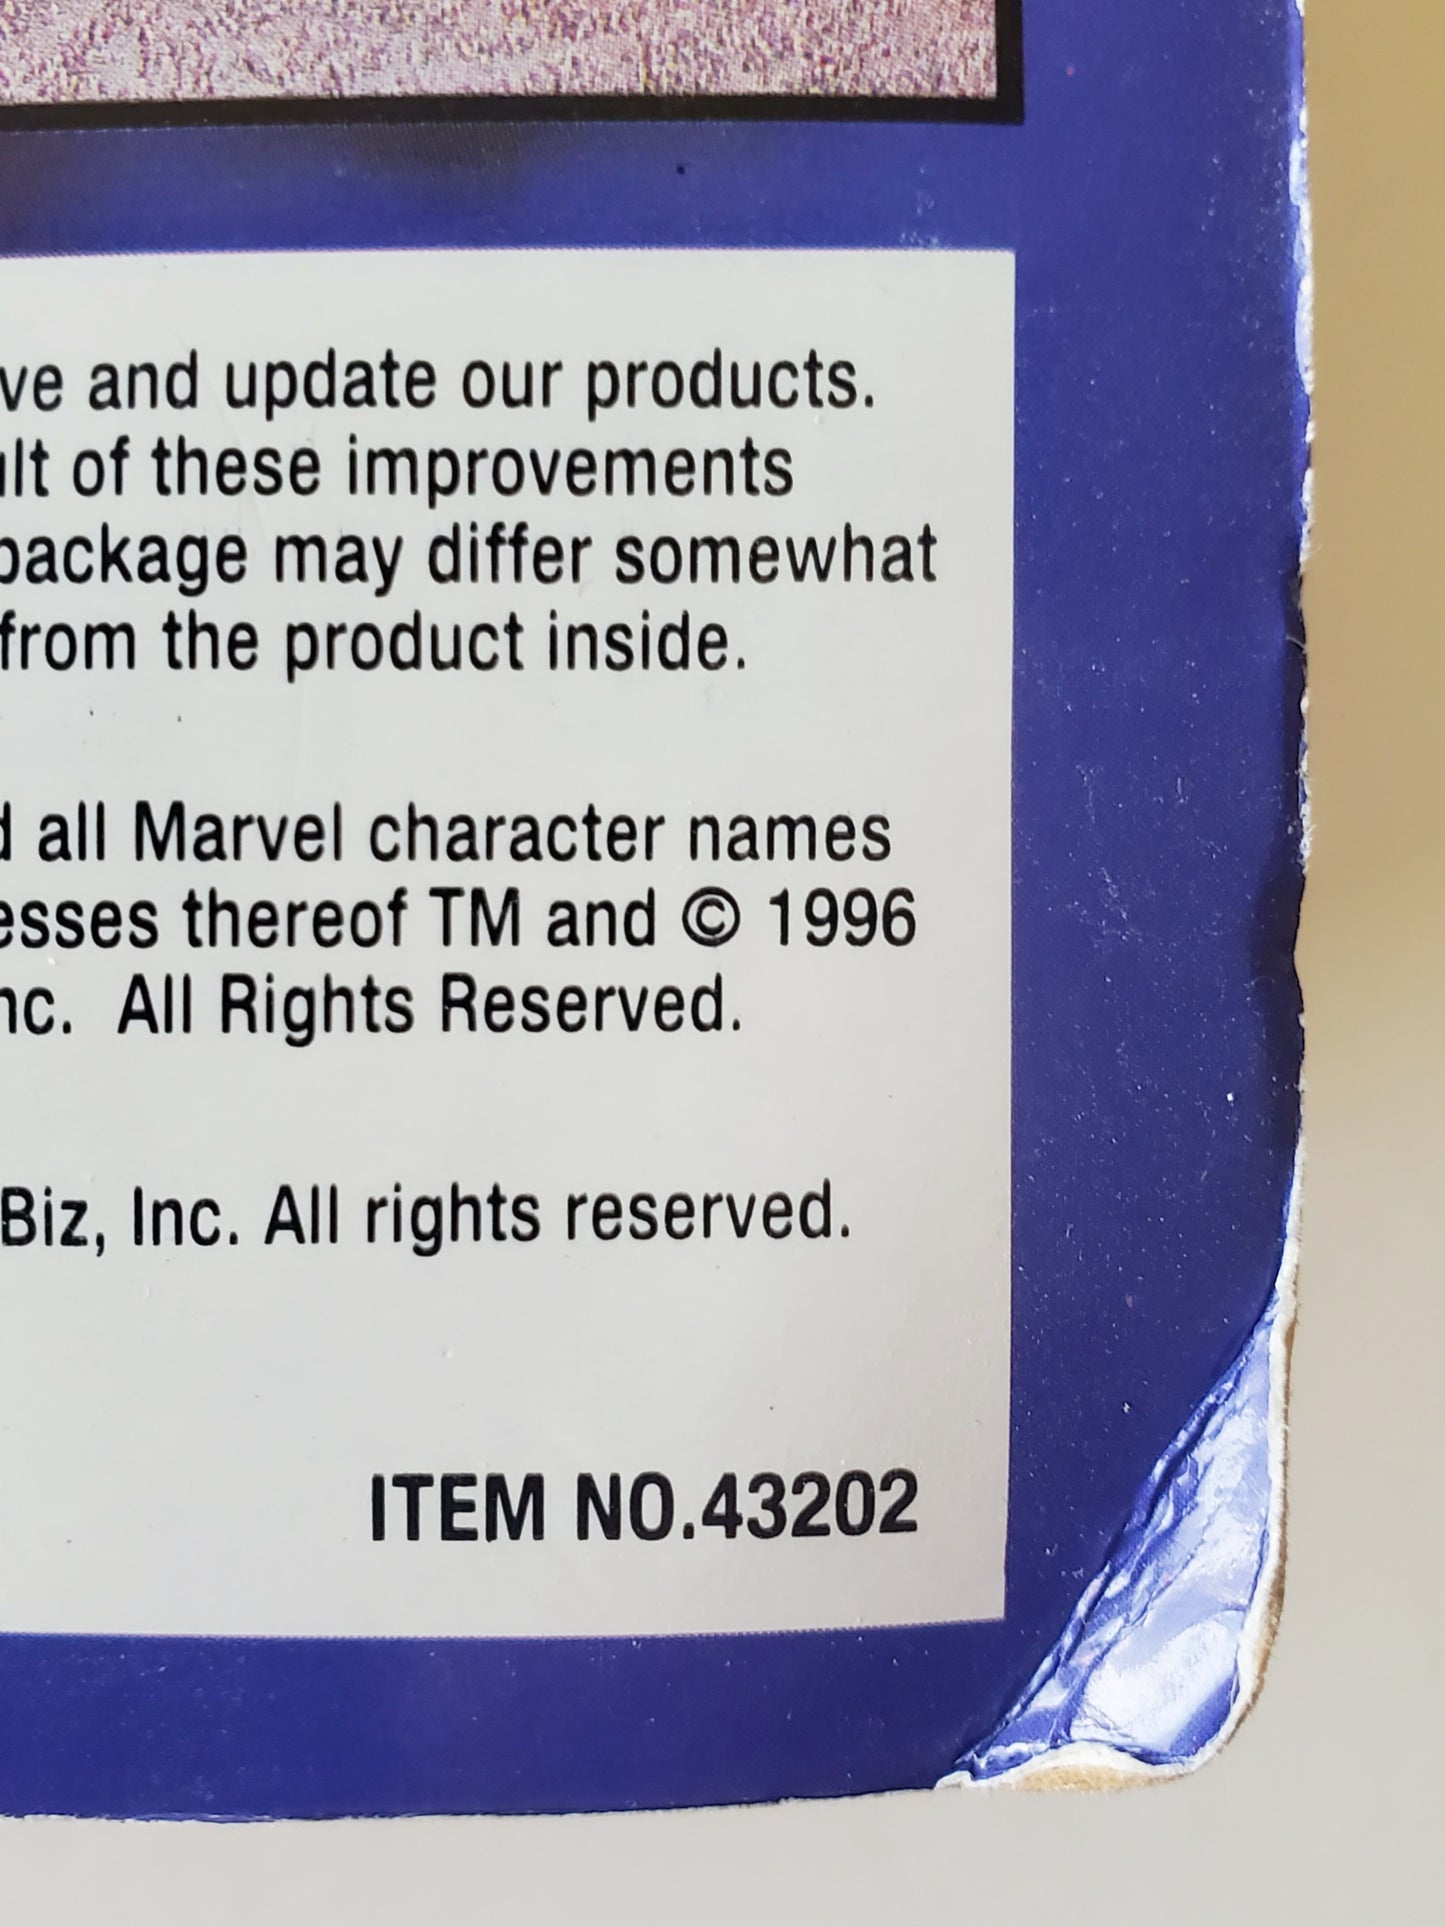 ve and update our products.
ult of these improvements
package may differ somewhat
from the product inside.
d all Marvel character names
esses thereof TM and © 1996
nc. All Rights Reserved.
Biz, Inc. All rights reserved.
ITEM NO.43202